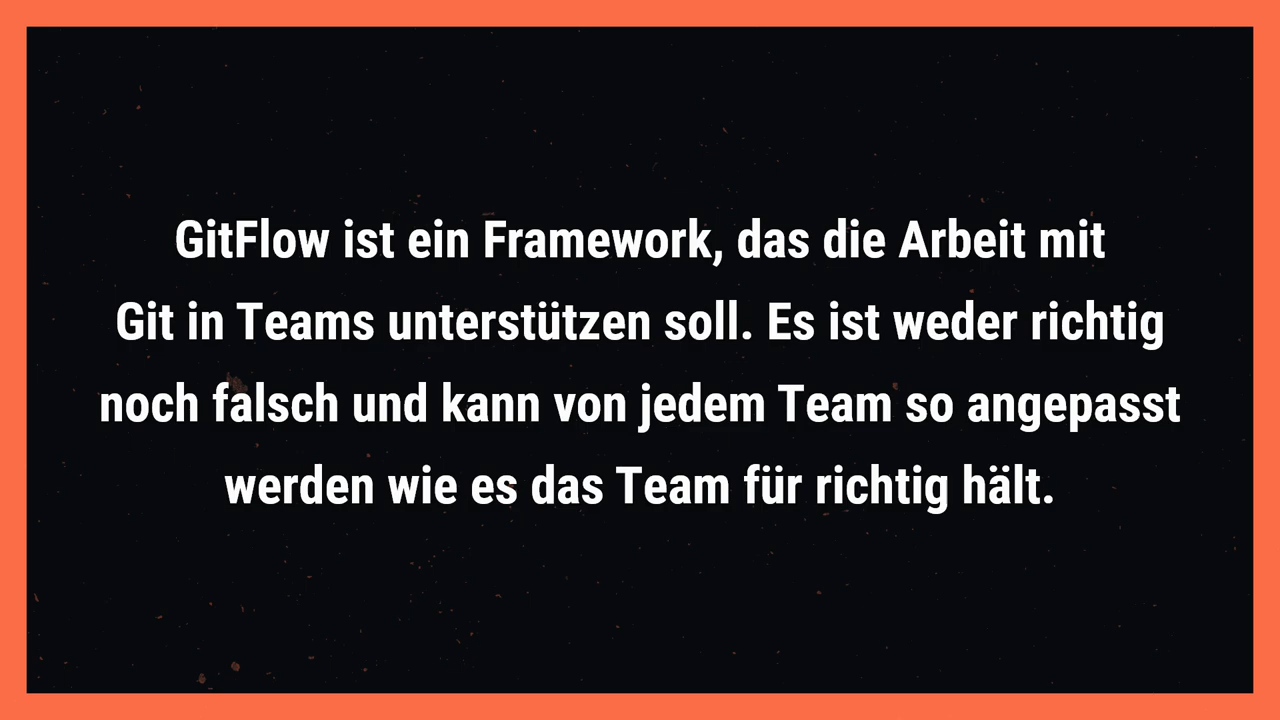 GitFlow ist ein Framework, das die Arbeit mit
Git in Teams unterstützen soll. Es ist weder richtig
noch falsch und kann von jedem Team so angepasst
werden wie es das Team für richtig hält.